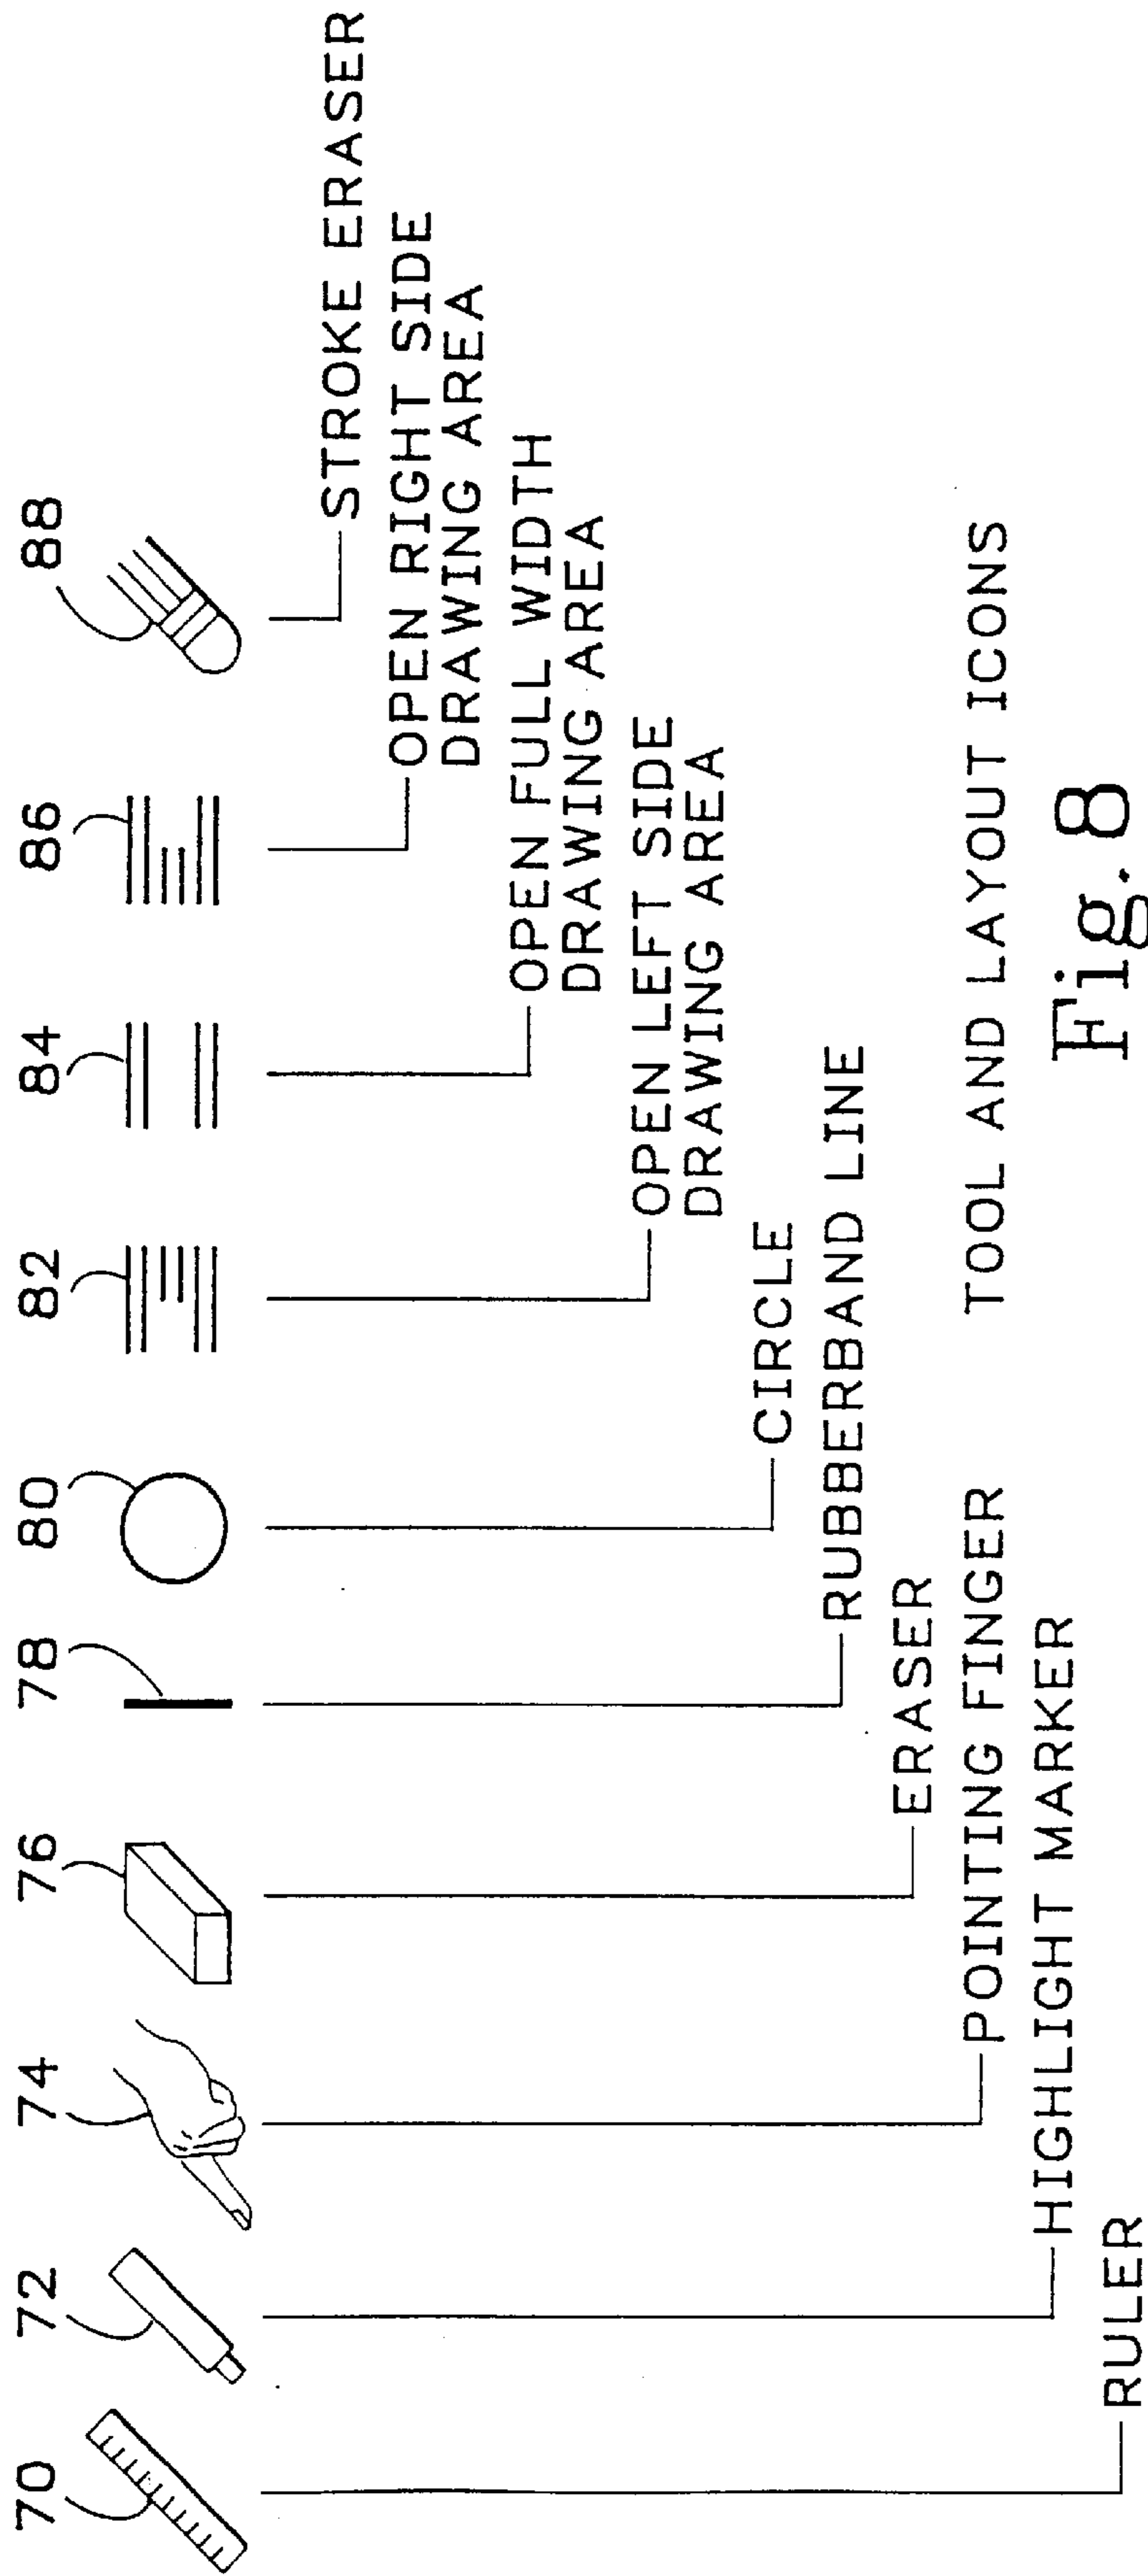 70
72
74
76
78
80
82
84
86
88
STROKE ERASER
OPEN RIGHT SIDE
DRAWING AREA
OPEN FULL WIDTH
DRAWING AREA
OPEN LEFT SIDE
DRAWING AREA
CIRCLE
RUBBERBAND LINE
ERASER
POINTING FINGER
HIGHLIGHT MARKER
RULER
TOOL AND LAYOUT ICONS
Fig. 8